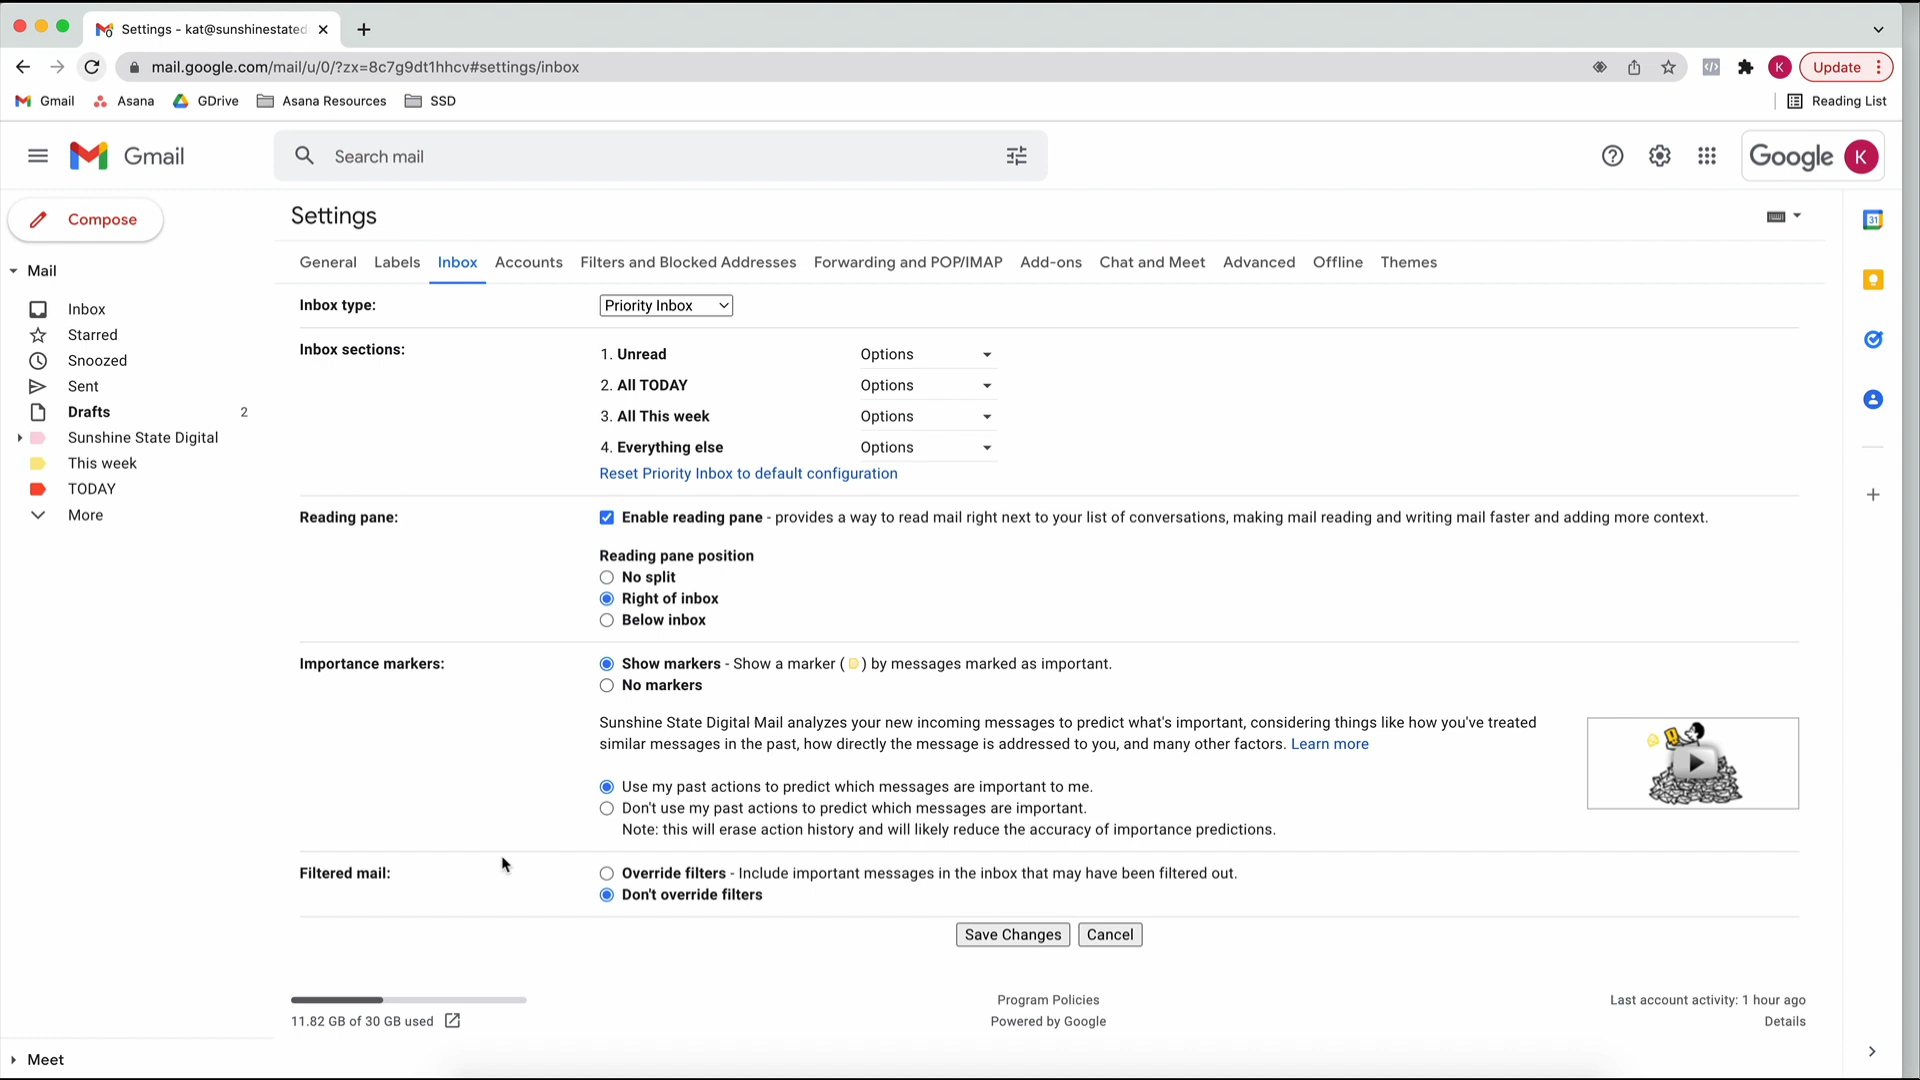 Settings - kat@sunshinestated
mail.google.com/mail/u/0/?zx=8c7g9dt1hhcv#settings/inbox
K
Update
Gmail
Asana
GDrive
Asana Resources
SSD
Reading List
Gmail
Search mail
Google
K
Compose
Settings
31
General
Labels
Inbox
Accounts
Filters and Blocked Addresses
Forwarding and POP/IMAP
Add-ons
Chat and Meet
Advanced
Offline
Themes
Mail
Inbox
Starred
Snoozed
Sent
Drafts 2
Sunshine State Digital
This week
TODAY
More
Inbox type: Priority Inbox
Inbox sections:
1. Unread Options
2. All TODAY Options
3. All This week Options
4. Everything else Options
Reset Priority Inbox to default configuration
Reading pane: Enable reading pane - provides a way to read mail right next to your list of conversations, making mail reading and writing mail faster and adding more context.
Reading pane position
No split
Right of inbox
Below inbox
Importance markers: Show markers - Show a marker ( ) by messages marked as important.
No markers
Sunshine State Digital Mail analyzes your new incoming messages to predict what's important, considering things like how you've treated
similar messages in the past, how directly the message is addressed to you, and many other factors. Learn more
Use my past actions to predict which messages are important to me.
Don't use my past actions to predict which messages are important.
Note: this will erase action history and will likely reduce the accuracy of importance predictions.
Filtered mail: Override filters - Include important messages in the inbox that may have been filtered out.
Don't override filters
Save Changes
Cancel
11.82 GB of 30 GB used
Program Policies
Powered by Google
Last account activity: 1 hour ago
Details
Meet